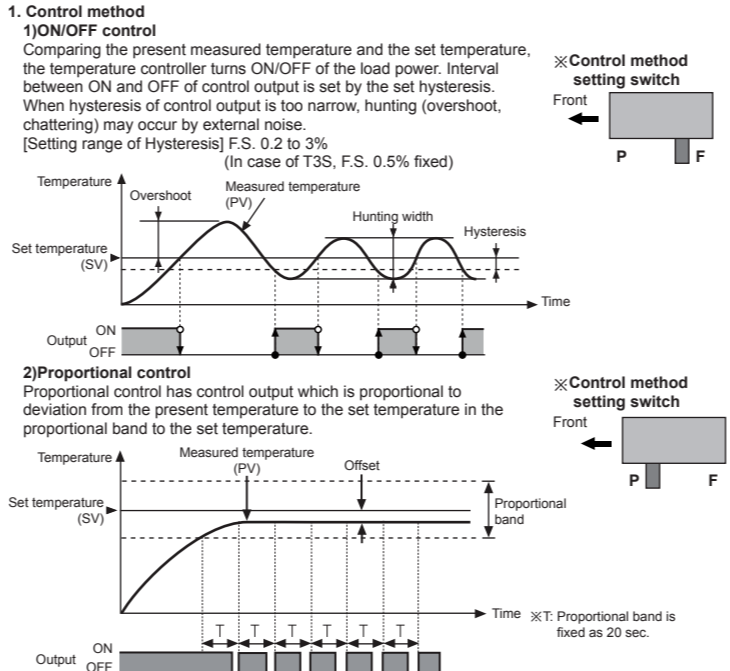 1. Control method
1)ON/OFF control
Comparing the present measured temperature and the set temperature,
the temperature controller turns ON/OFF of the load power. Interval
between ON and OFF of control output is set by the set hysteresis.
When hysteresis of control output is too narrow, hunting (overshoot,
chattering) may occur by external noise.
[Setting range of Hysteresis] F.S. 0.2 to 3%
(In case of T3S, F.S. 0.5% fixed)
※Control method
setting switch
Front
P
F
Temperature
Overshoot
Measured temperature
(PV)
Hunting width
Hysteresis
Set temperature
(SV)
Time
Output
ON
OFF
2)Proportional control
Proportional control has control output which is proportional to
deviation from the present temperature to the set temperature in the
proportional band to the set temperature.
※Control method
setting switch
Front
P
F
Temperature
Measured temperature
(PV)
Offset
Set temperature
(SV)
Proportional
band
Time
※T: Proportional band is
fixed as 20 sec.
T T T T T T
Output
ON
OFF